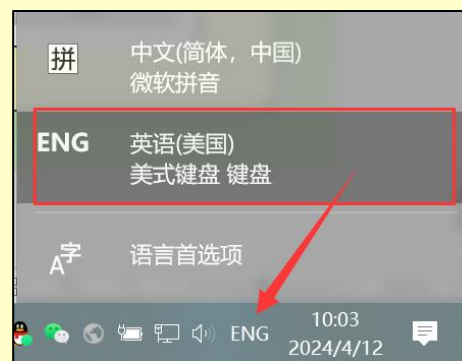 拼
中文(简体，中国)
微软拼音
ENG
英语(美国)
美式键盘 键盘
A字
语言首选项
ENG
10:03
2024/4/12